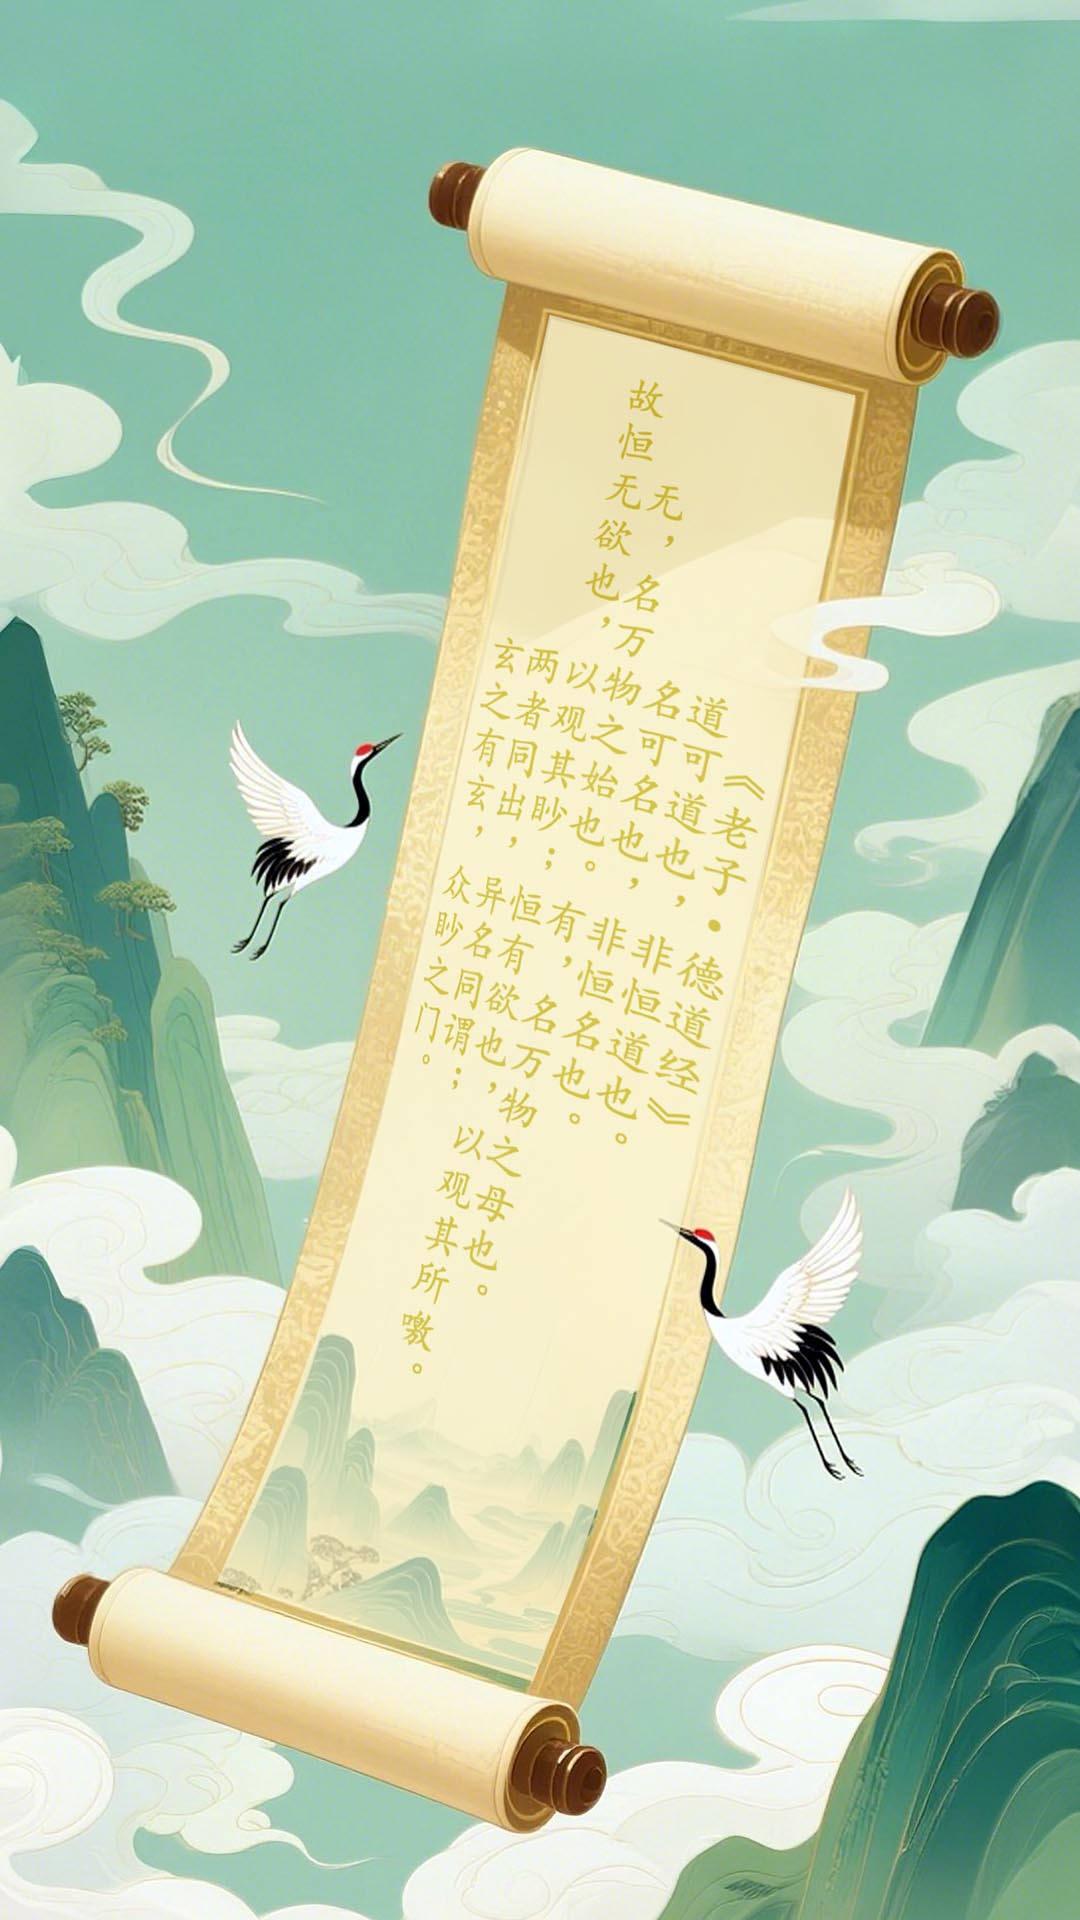 《老子•德道经》
道可道也，非恒道也。
名可名也，非恒名也。
无，名万物之始也。有，名万物之母也。
故恒无欲也，以观其眇；恒有欲也，以观其所噭。
两者同出，异名同谓；
玄之有玄，众眇之门。